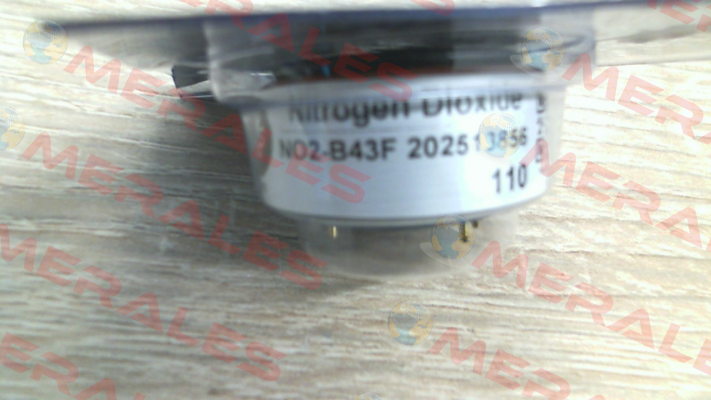 Nitrogen Dioxide
NO2-B43F 202513856
110
MERALES